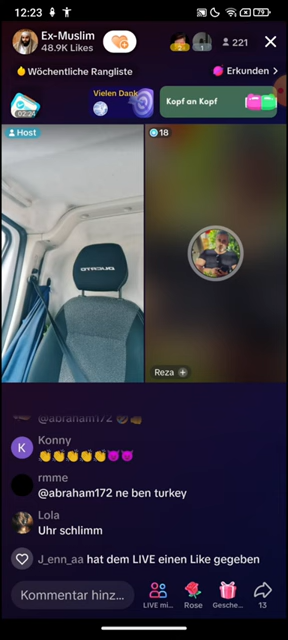 12:23
79
Ex-Muslim
48.9K Likes
221
Wöchentliche Rangliste
Erkunden
02:24
Vielen Dank
Kopf an Kopf
Host
18
DUCATO
Reza
@abraham172
K
Konny
rmme
@abraham172 ne ben turkey
Lola
Uhr schlimm
J_enn_aa hat dem LIVE einen Like gegeben
Kommentar hinz...
LIVE mi...
Rose
Gesche...
13